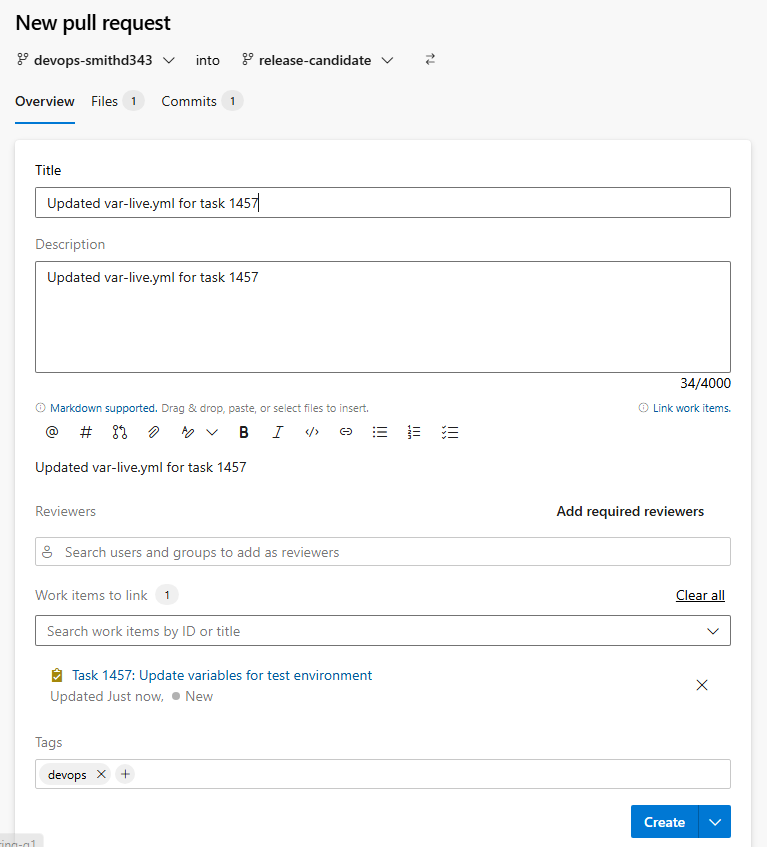 New pull request
devops-smithd343 into release-candidate
Overview Files 1 Commits 1
Title
Updated var-live.yml for task 1457
Description
Updated var-live.yml for task 1457
34/4000
Markdown supported. Drag & drop, paste, or select files to insert. Link work items.
@ # B I </>
Updated var-live.yml for task 1457
Reviewers Add required reviewers
Search users and groups to add as reviewers
Work items to link 1 Clear all
Search work items by ID or title
Task 1457: Update variables for test environment
Updated Just now, New
Tags
devops
Create